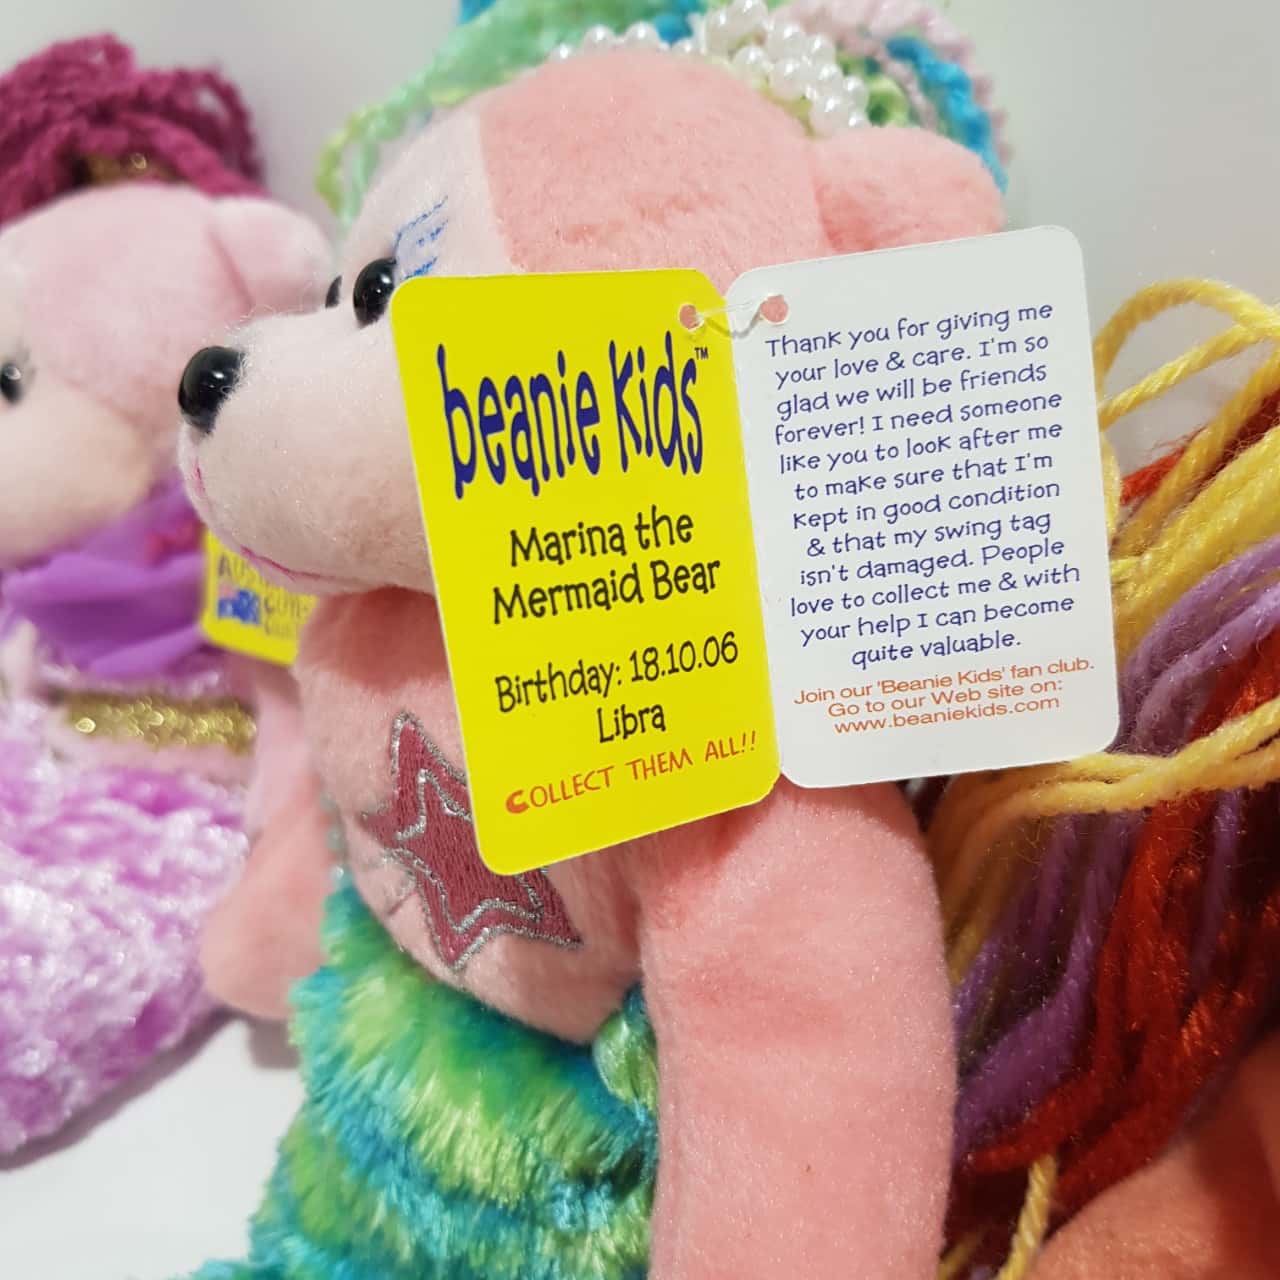 beanie kids™
Marina the
Mermaid Bear
Birthday: 18.10.06
Libra
COLLECT THEM ALL!!
Thank you for giving me
your love & care. I'm so
glad we will be friends
forever! I need someone
like you to look after me
to make sure that I'm
kept in good condition
& that my swing tag
isn't damaged. People
love to collect me & with
your help I can become
quite valuable.
Join our 'Beanie Kids' fan club.
Go to our Web site on:
www.beaniekids.com